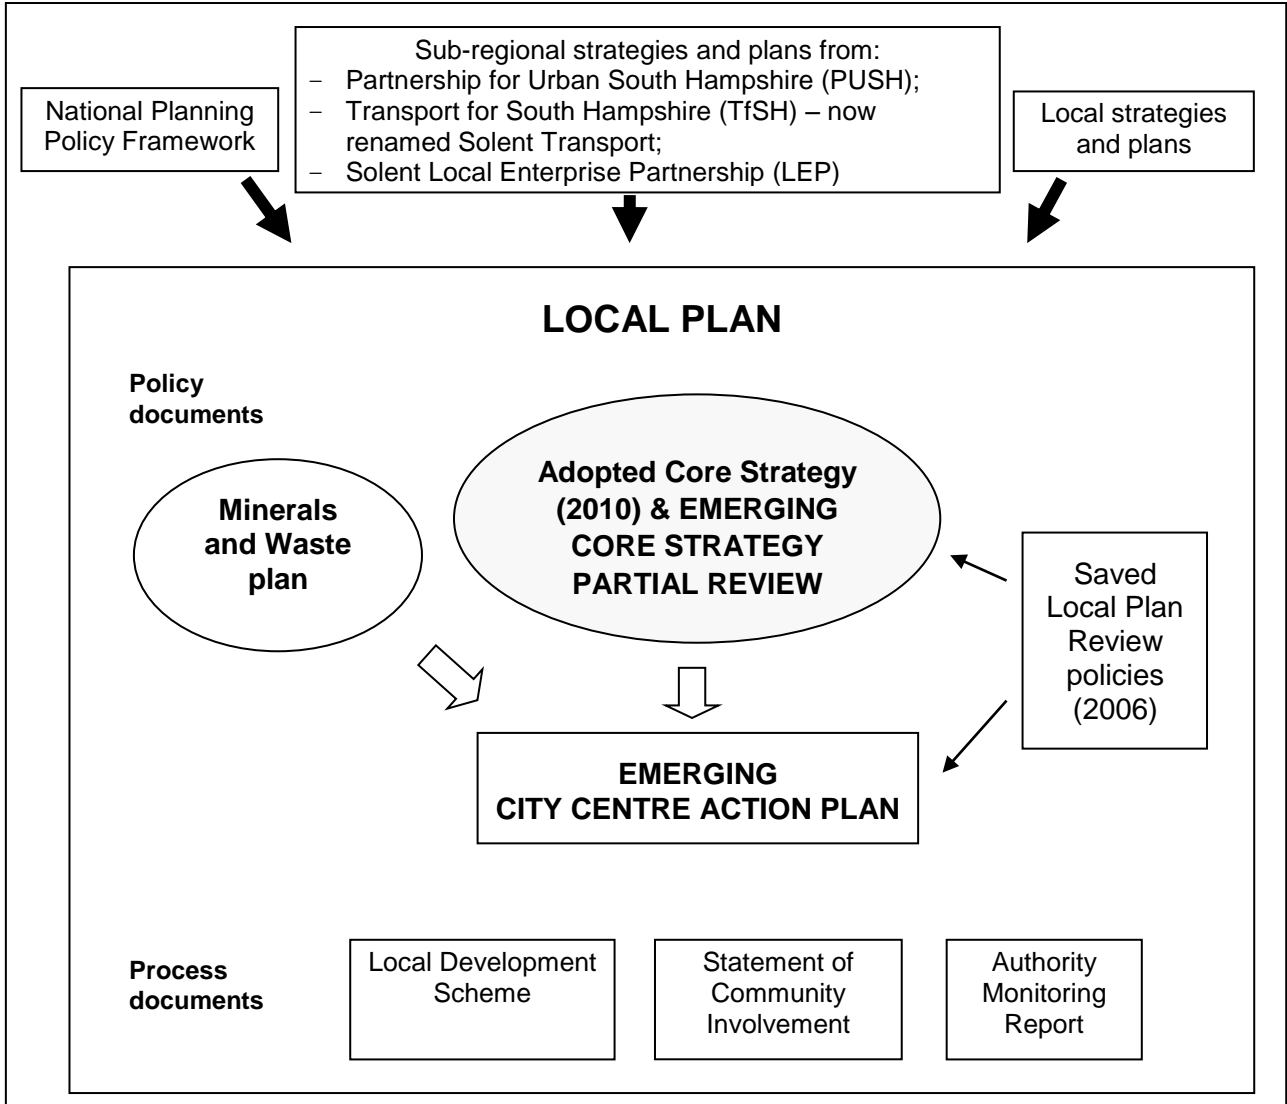 Sub-regional strategies and plans from:
− Partnership for Urban South Hampshire (PUSH);
− Transport for South Hampshire (TfSH) – now
renamed Solent Transport;
− Solent Local Enterprise Partnership (LEP)
National Planning
Policy Framework
Local strategies
and plans
LOCAL PLAN
Policy
documents
Minerals
and Waste
plan
Adopted Core Strategy
(2010) & EMERGING
CORE STRATEGY
PARTIAL REVIEW
Saved
Local Plan
Review
policies
(2006)
EMERGING
CITY CENTRE ACTION PLAN
Process
documents
Local Development
Scheme
Statement of
Community
Involvement
Authority
Monitoring
Report